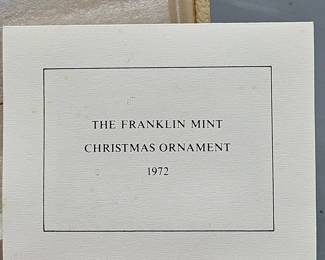 THE FRANKLIN MINT
CHRISTMAS ORNAMENT
1972